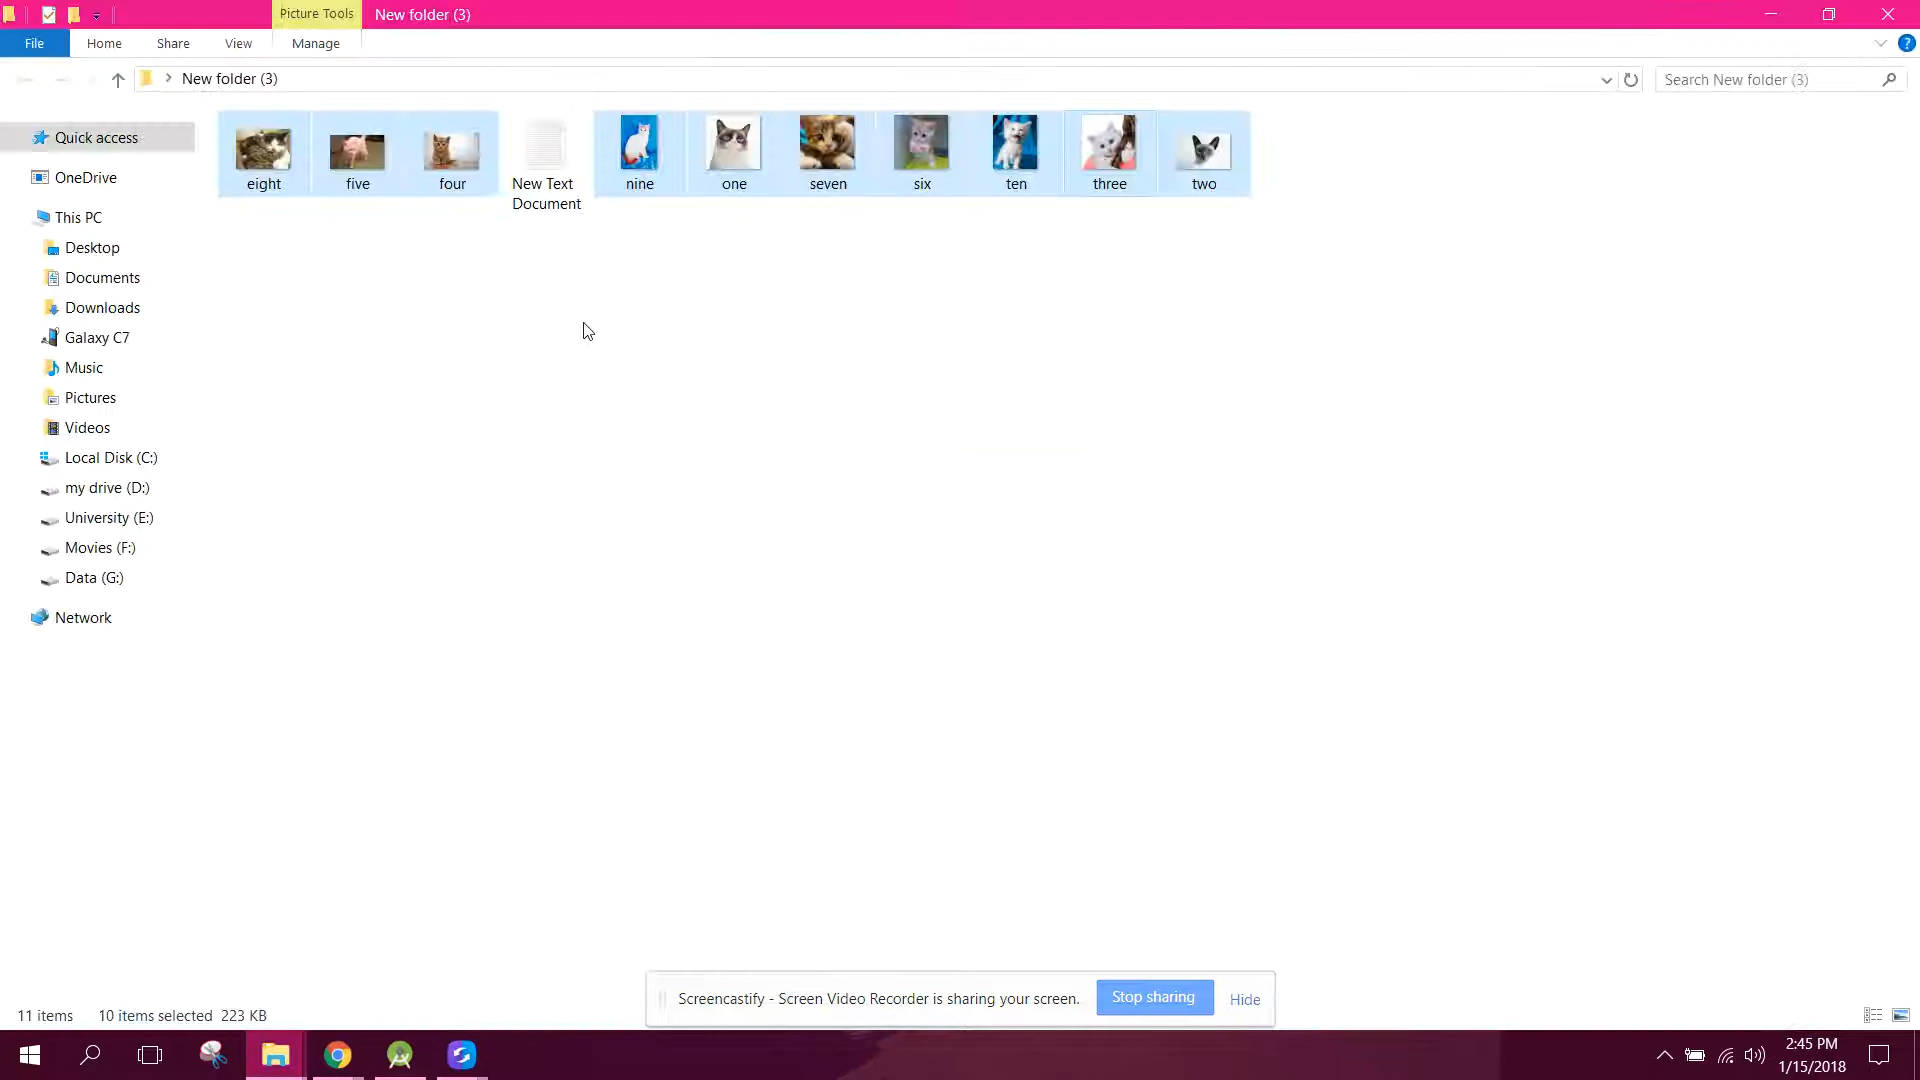 Picture Tools New folder (3)
File Home Share View Manage
New folder (3) Search New folder (3)
Quick access
OneDrive
This PC
Desktop
Documents
Downloads
Galaxy C7
Music
Pictures
Videos
Local Disk (C:)
my drive (D:)
University (E:)
Movies (F:)
Data (G:)
Network
eight five four New Text nine one seven six ten three two
Document
Screencastify - Screen Video Recorder is sharing your screen. Stop sharing Hide
11 items 10 items selected 223 KB
2:45 PM
1/15/2018